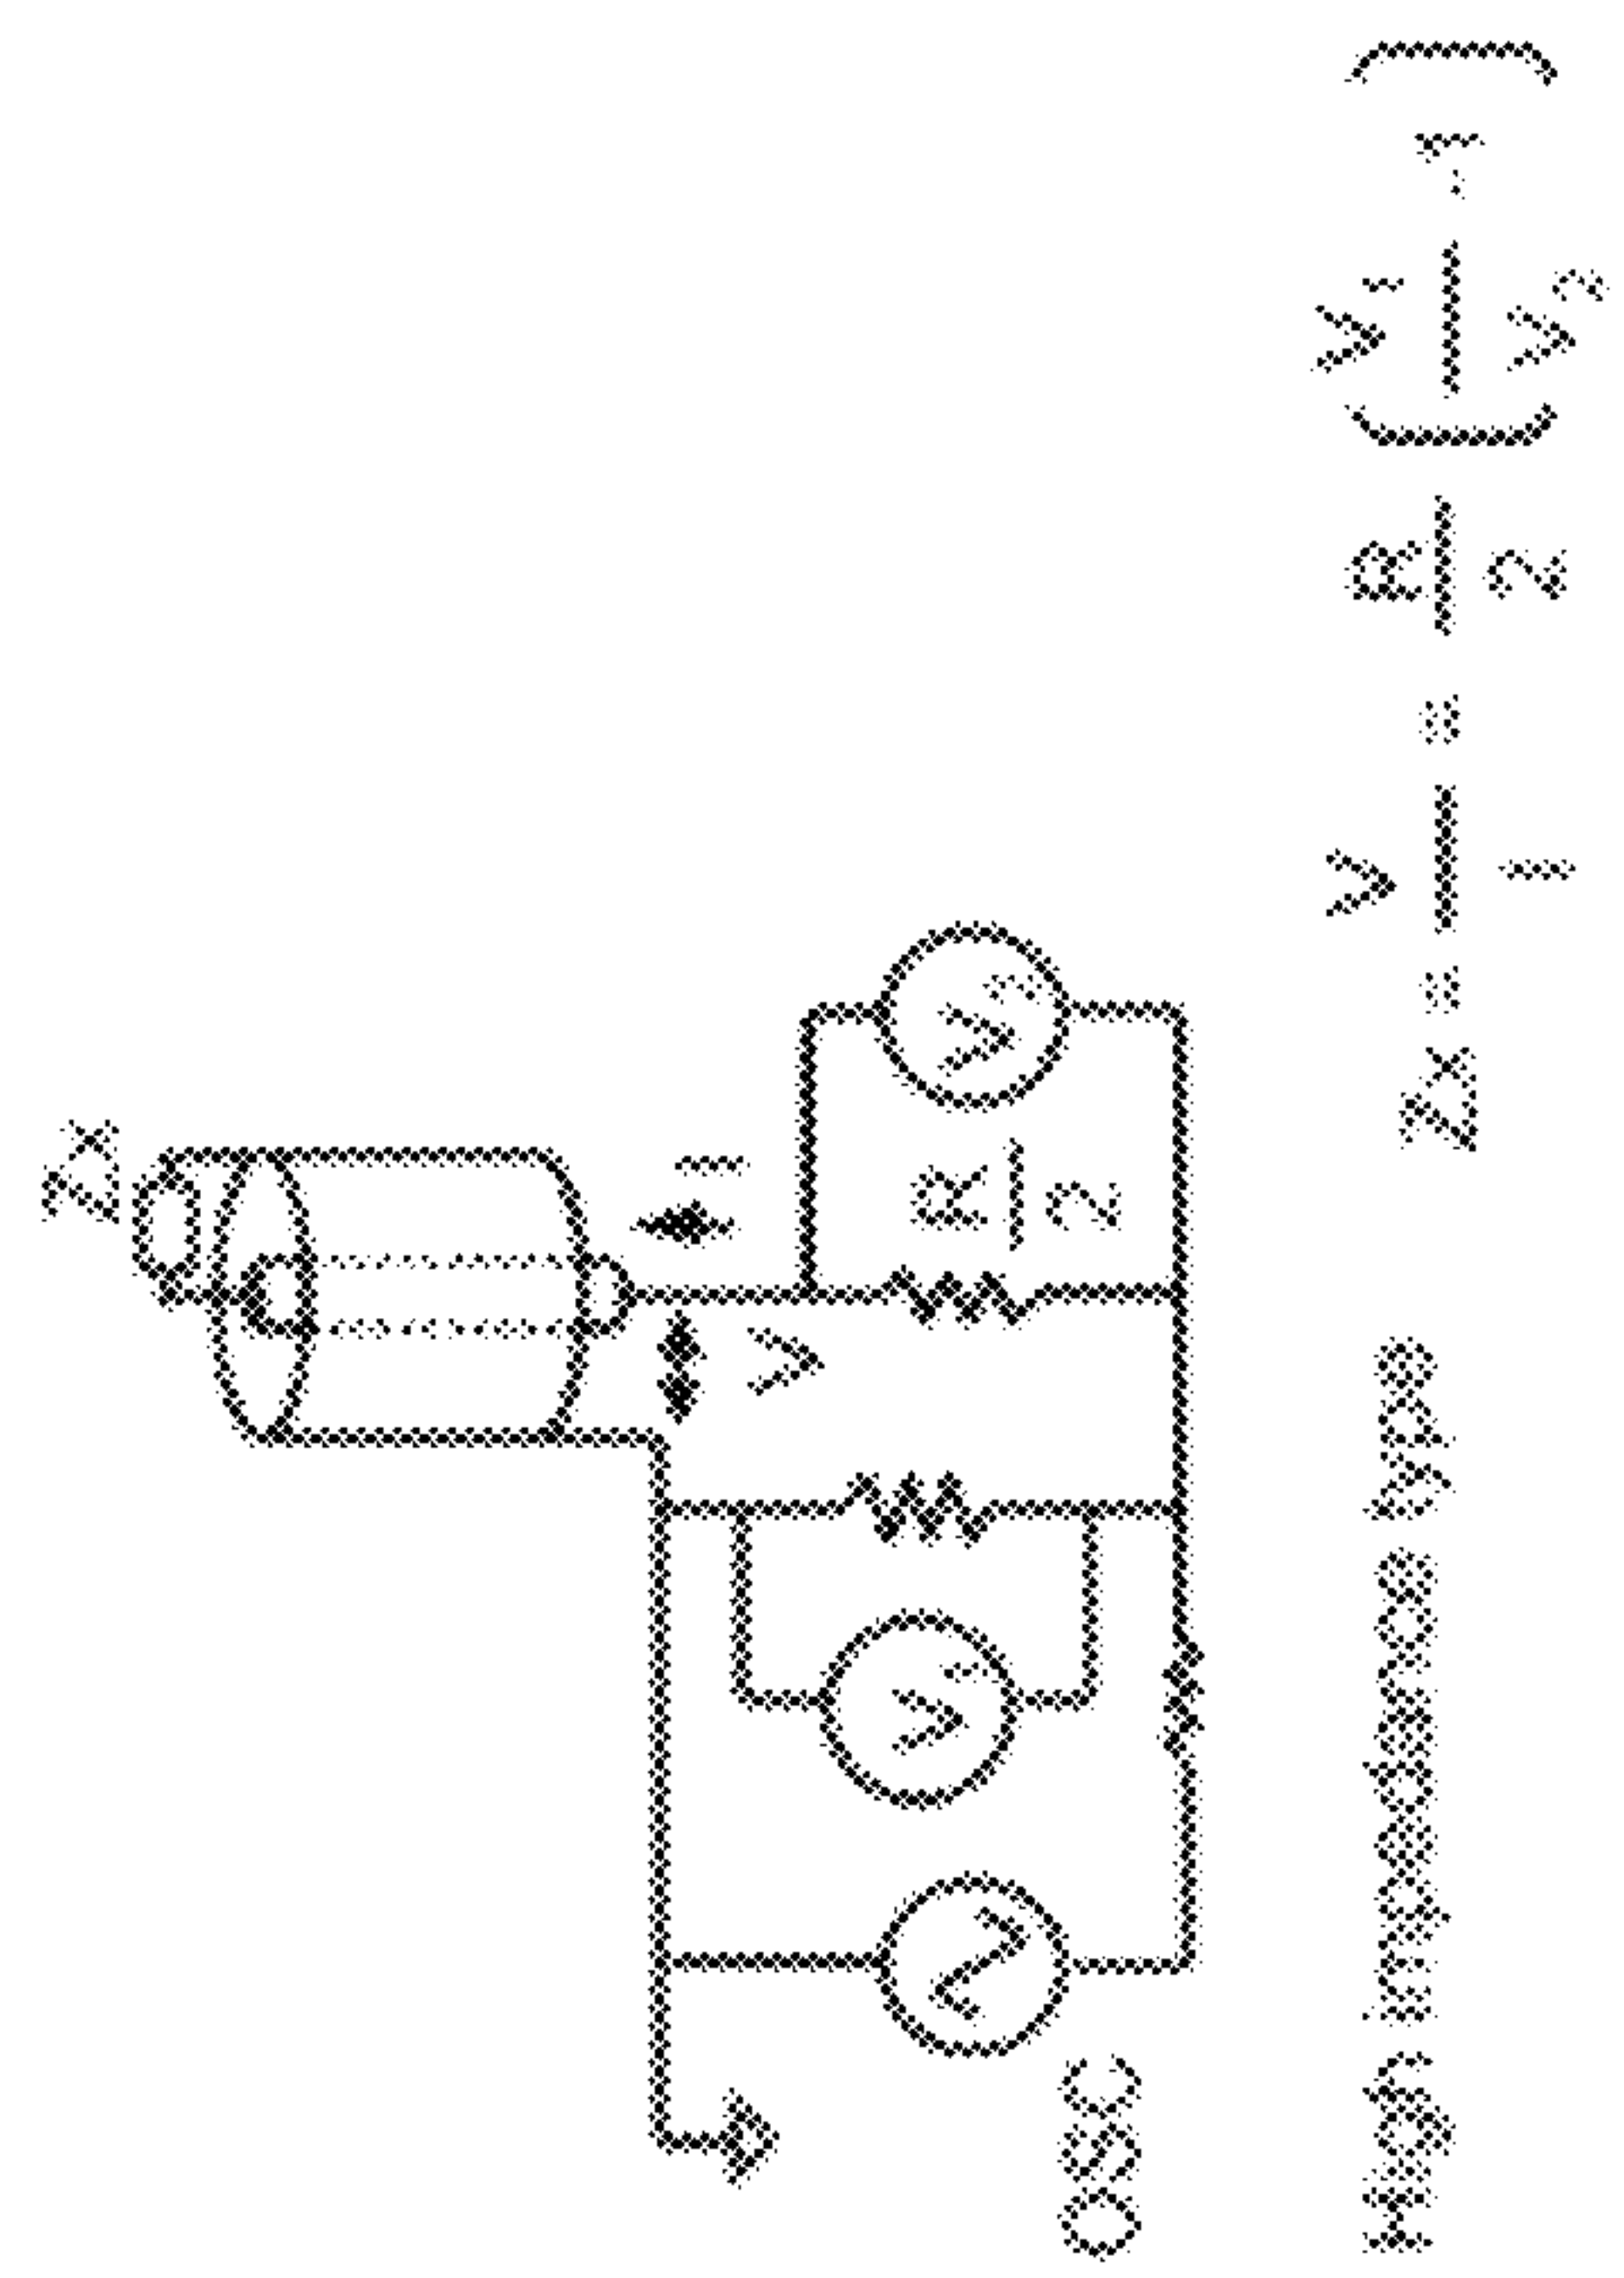 Zx
I
V
V₁
V₂
R
2
OSC
High impedance type
Zx = V/I = R/2 (V₁/V₂ - 1)